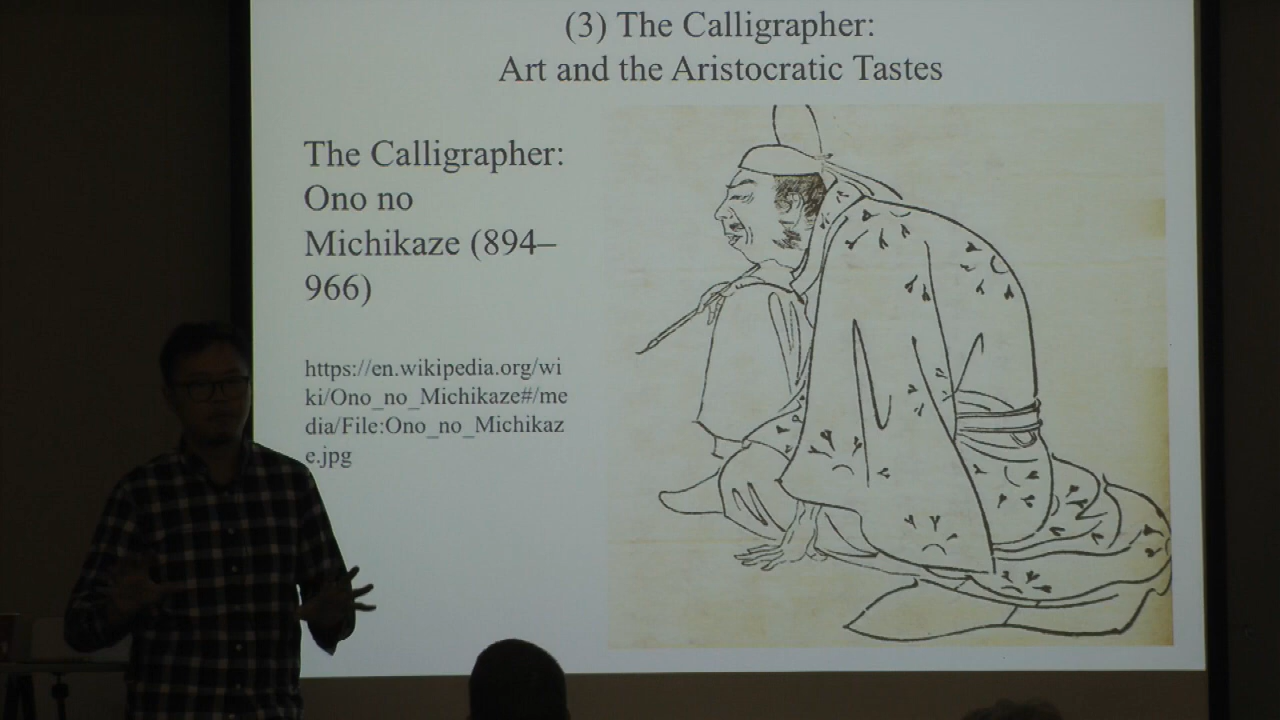 (3) The Calligrapher:
Art and the Aristocratic Tastes
The Calligrapher:
Ono no
Michikaze (894–
966)
https://en.wikipedia.org/wi
ki/Ono_no_Michikaze#/me
dia/File:Ono_no_Michikaz
e.jpg